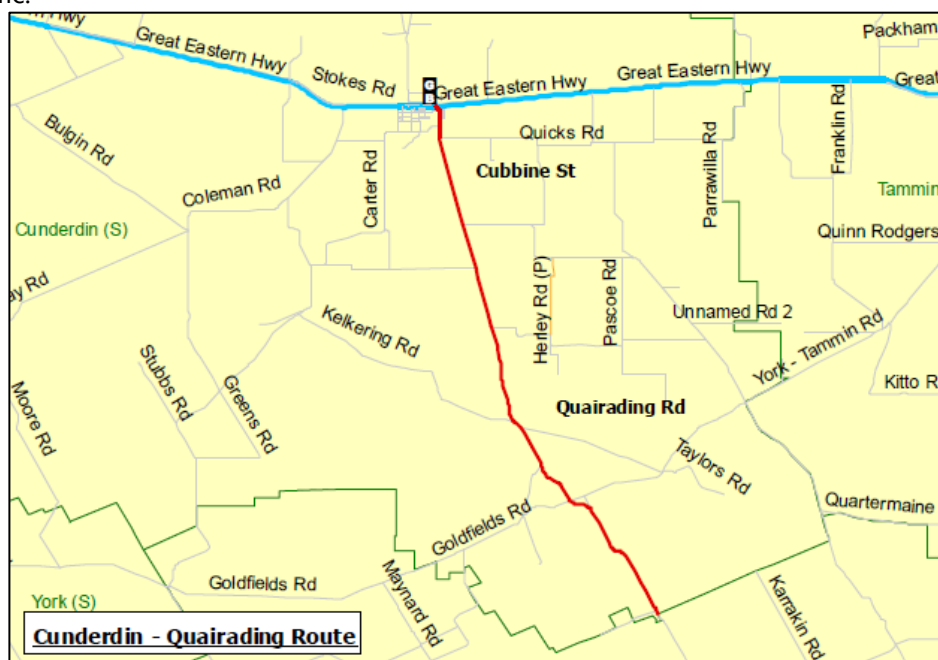 Great Eastern Hwy
Stokes Rd
Great Eastern Hwy
Great Eastern Hwy
Great
Packham
Bulgin Rd
Quicks Rd
Franklin Rd
Parrawilla Rd
Carter Rd
Cubbine St
Coleman Rd
Tammin
Cunderdin (S)
Quinn Rodgers
ay Rd
Herley Rd (P)
Pascoe Rd
Unnamed Rd 2
Kelkering Rd
York - Tammin Rd
Stubbs Rd
Greens Rd
Moore Rd
Kitto R
Quairading Rd
Taylors Rd
Quartermaine
Goldfields Rd
Goldfields Rd
Maynard Rd
Karrakin Rd
York (S)
Cunderdin - Quairading Route